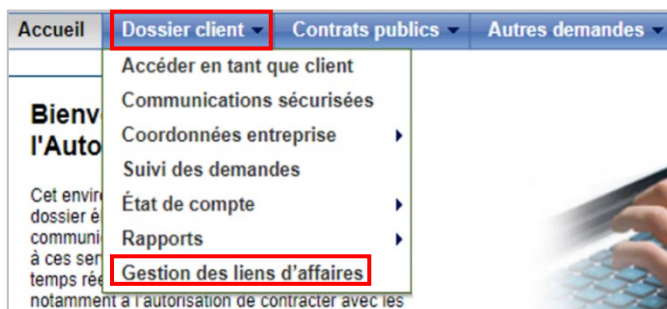 Accueil Dossier client Contrats publics Autres demandes
Accéder en tant que client
Communications sécurisées
Coordonnées entreprise
Suivi des demandes
État de compte
Rapports
Gestion des liens d'affaires
Bienv
l'Auto
Cet envir
dossier él
communi
à ces ser
temps rée
notamment à l'autorisation de contracter avec les